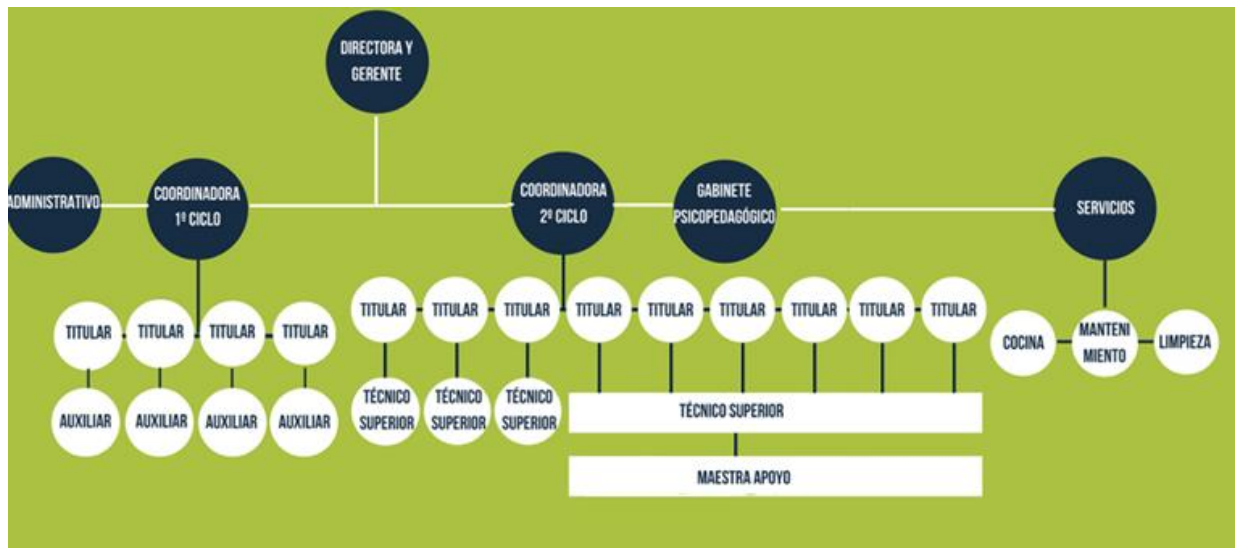 DIRECTORA Y
GERENTE
ADMINISTRATIVO
COORDINADORA
1º CICLO
COORDINADORA
2º CICLO
GABINETE
PSICOPEDAGÓGICO
SERVICIOS
TITULAR
TITULAR
TITULAR
TITULAR
AUXILIAR
AUXILIAR
AUXILIAR
AUXILIAR
TITULAR
TITULAR
TITULAR
TITULAR
TITULAR
TITULAR
TITULAR
TITULAR
TITULAR
TÉCNICO
SUPERIOR
TÉCNICO
SUPERIOR
TÉCNICO
SUPERIOR
TÉCNICO SUPERIOR
MAESTRA APOYO
COCINA
MANTENI
MIENTO
LIMPIEZA